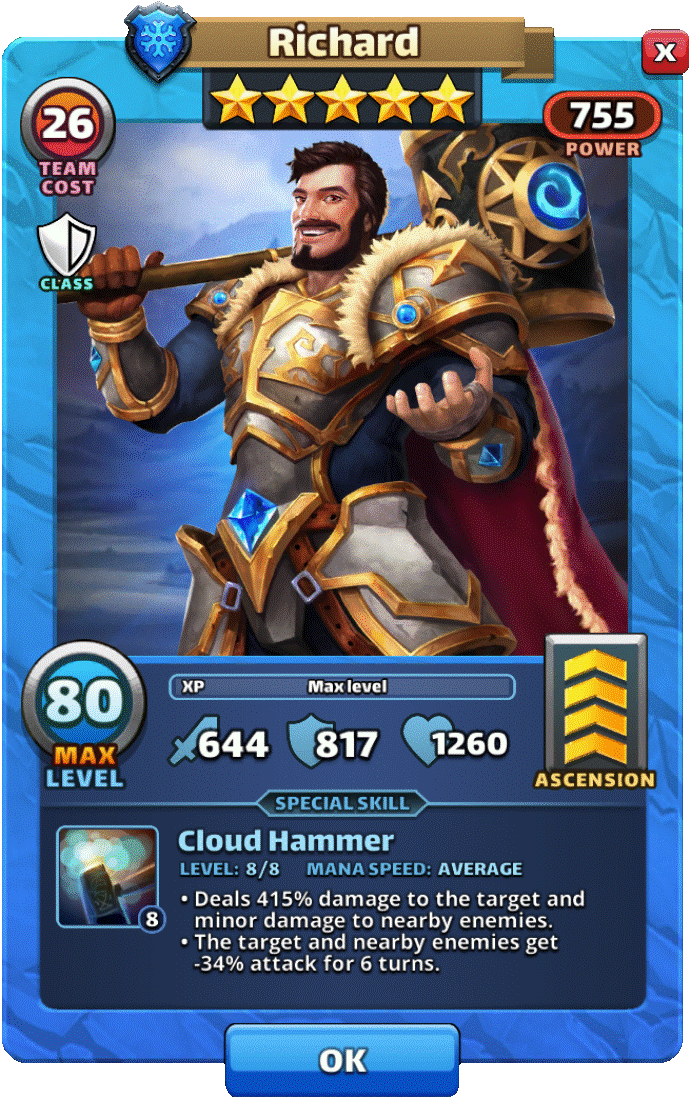 Richard
X
26
TEAM
COST
755
POWER
CLASS
80
MAX
LEVEL
XP Max level
644 817 1260
ASCENSION
SPECIAL SKILL
Cloud Hammer
LEVEL: 8/8 MANA SPEED: AVERAGE
8
• Deals 415% damage to the target and
minor damage to nearby enemies.
• The target and nearby enemies get
-34% attack for 6 turns.
OK